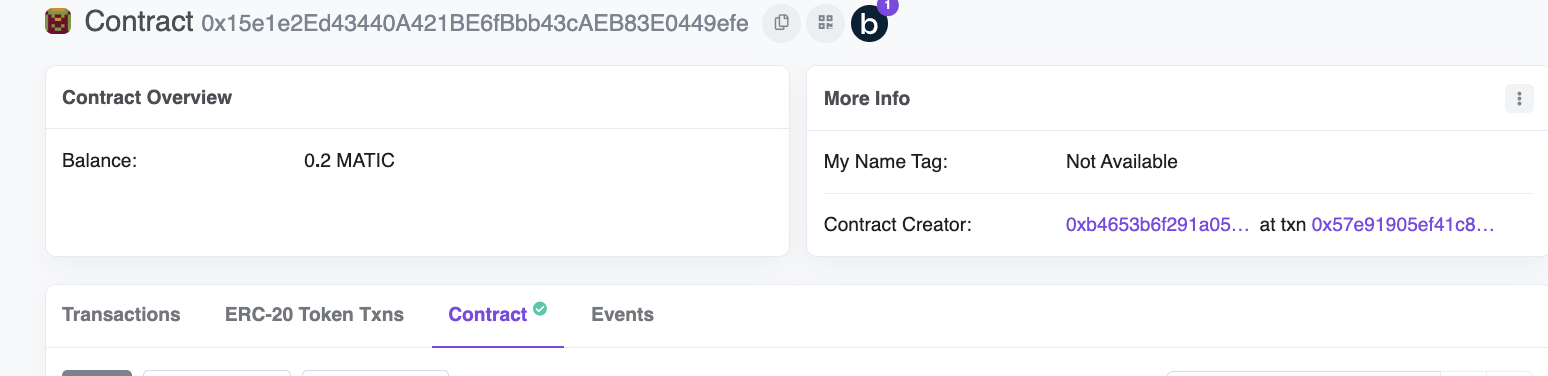 Contract 0x15e1e2Ed43440A421BE6fBbb43cAEB83E0449efe b 1
Contract Overview
Balance: 0.2 MATIC
More Info
My Name Tag: Not Available
Contract Creator: 0xb4653b6f291a05... at txn 0x57e91905ef41c8...
Transactions ERC-20 Token Txns Contract Events